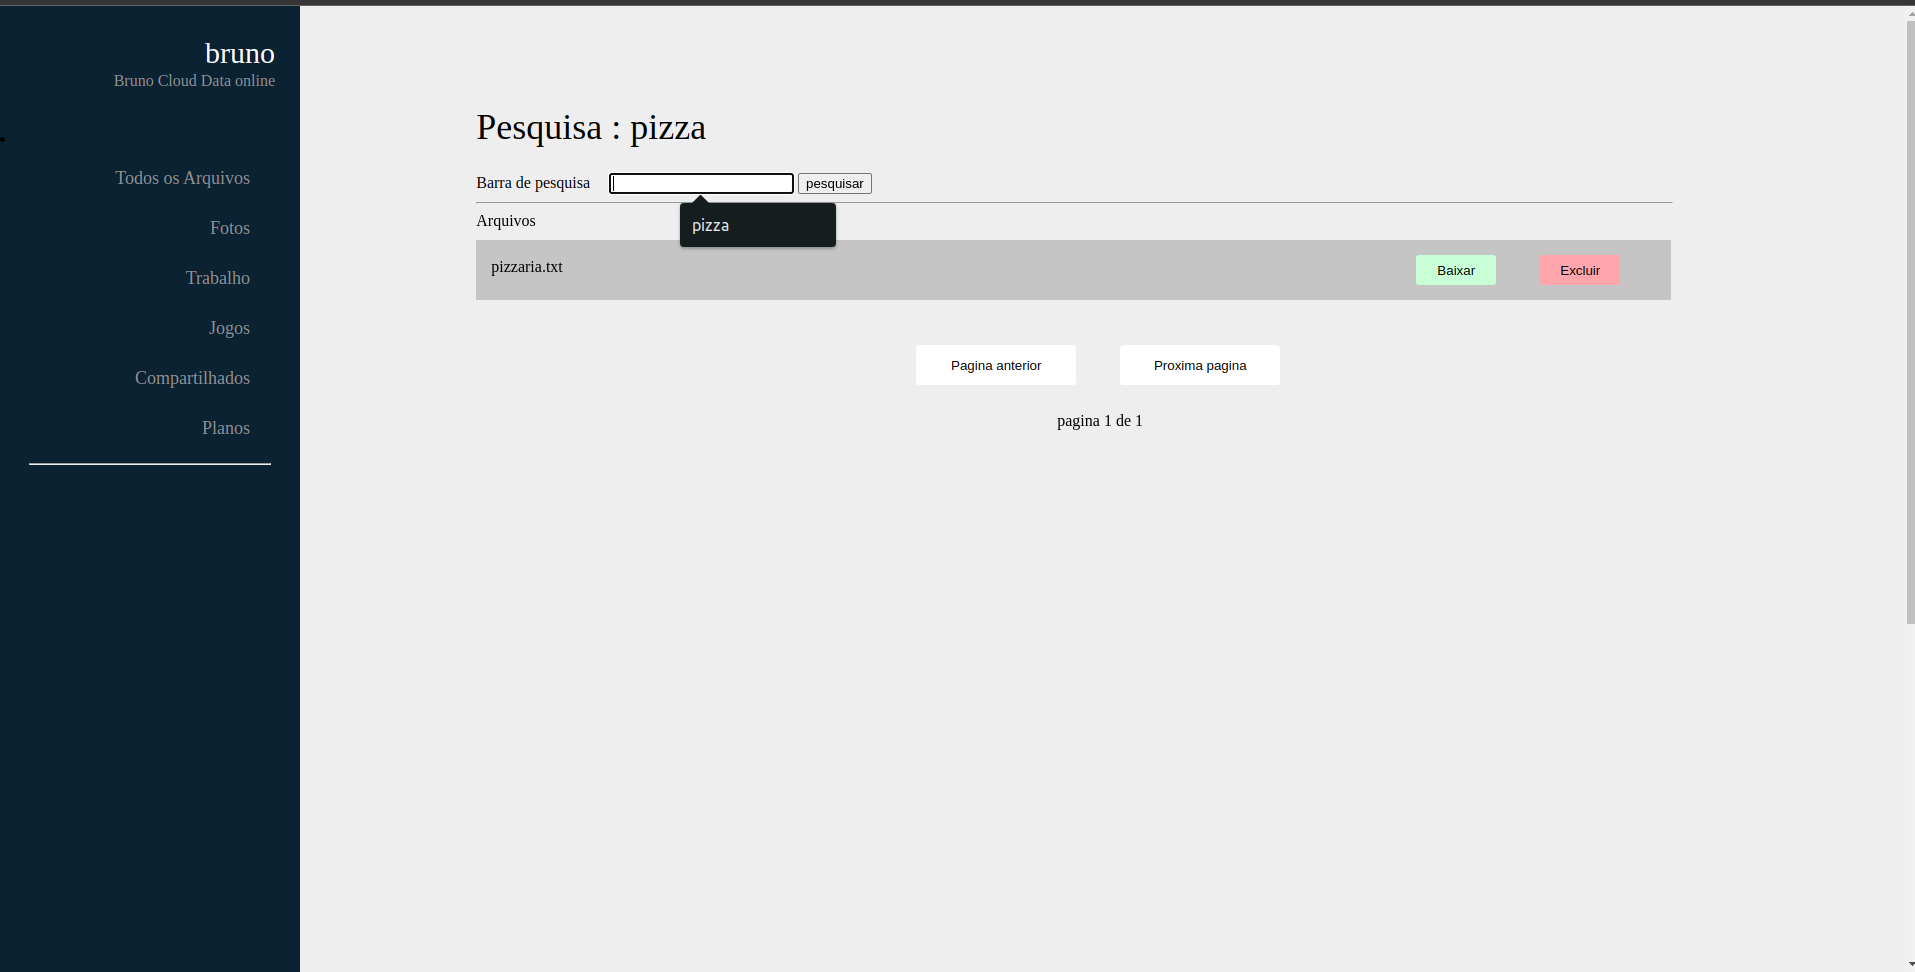 bruno
Bruno Cloud Data online
Todos os Arquivos
Fotos
Trabalho
Jogos
Compartilhados
Planos
Pesquisa : pizza
Barra de pesquisa pesquisar
pizza
Arquivos
pizzaria.txt Baixar Excluir
Pagina anterior Proxima pagina
pagina 1 de 1